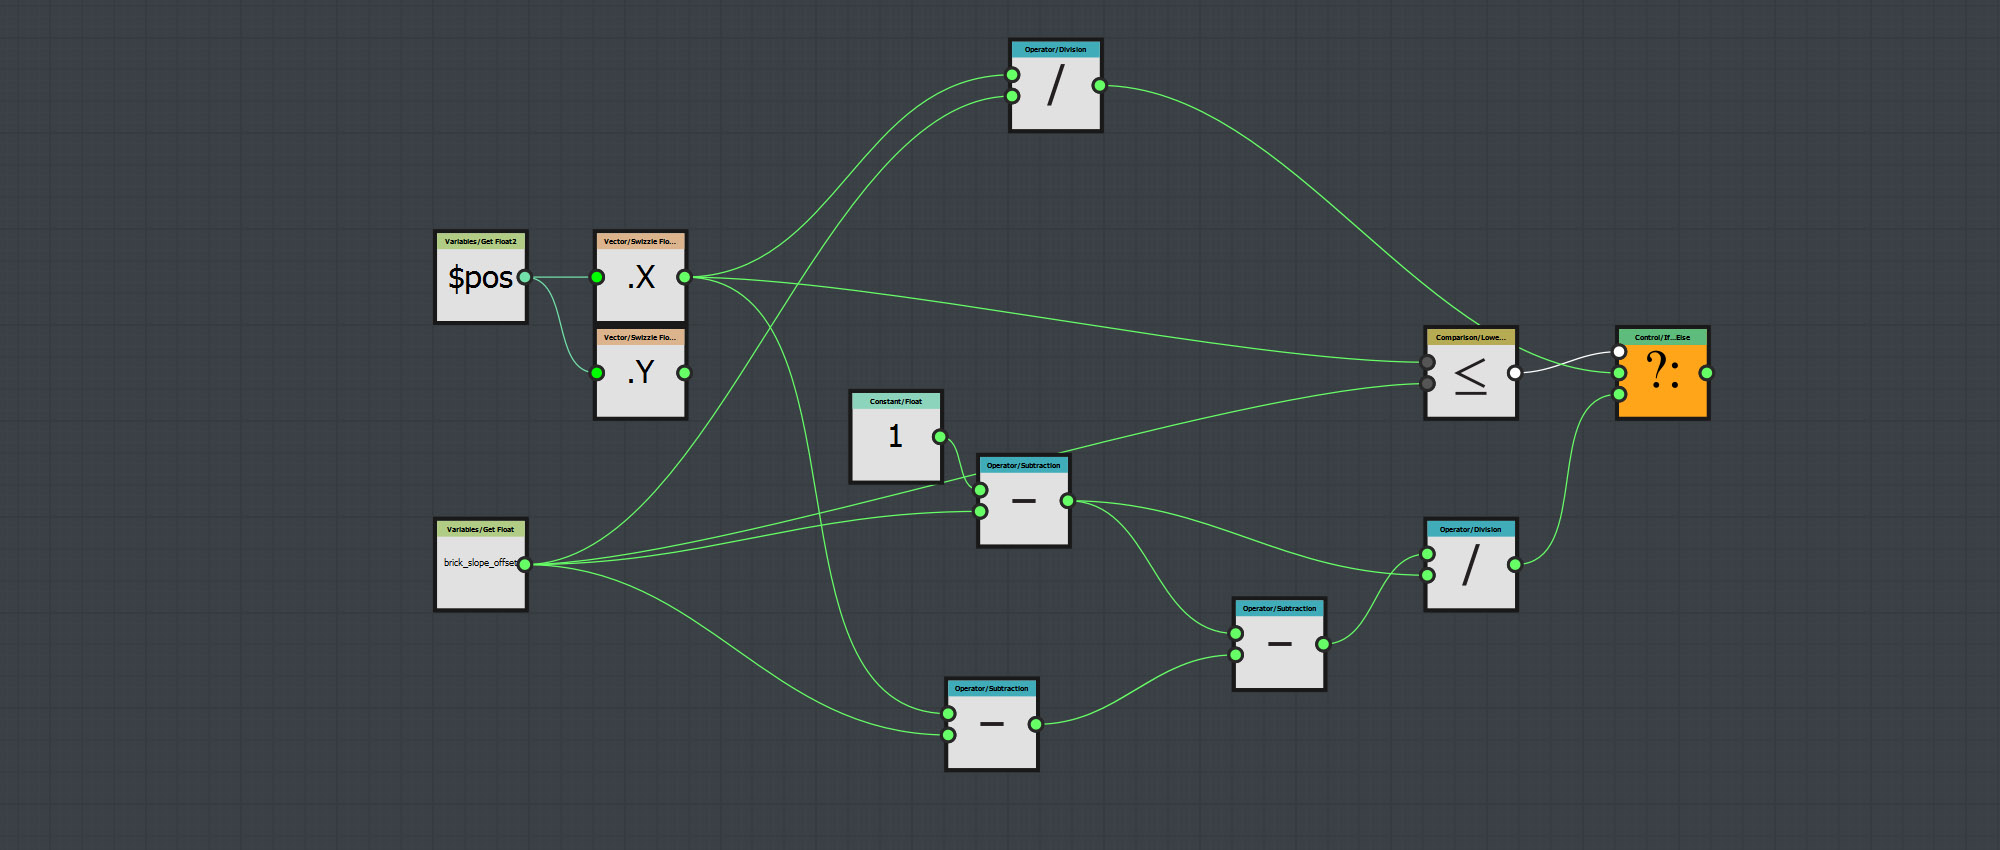 Operator/Division
/
Variables/Get Float2
$pos
Vector/Swizzle Flo...
.X
Vector/Swizzle Flo...
.Y
Comparison/Lowe...
≤
Control/If...Else
?:
Constant/Float
1
Operator/Subtraction
−
Variables/Get Float
brick_slope_offset
Operator/Division
/
Operator/Subtraction
−
Operator/Subtraction
−